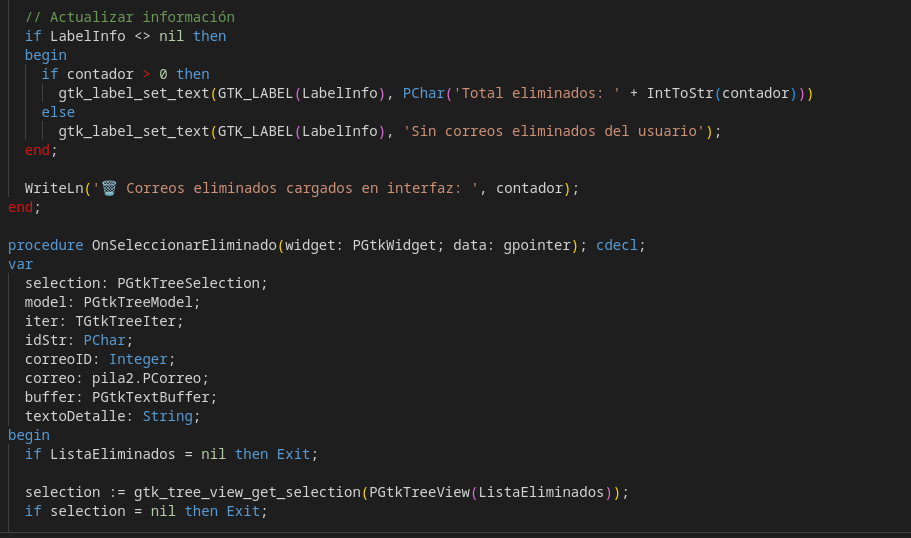 // Actualizar información
if LabelInfo <> nil then
begin
if contador > 0 then
gtk_label_set_text(GTK_LABEL(LabelInfo), PChar('Total eliminados: ' + IntToStr(contador)))
else
gtk_label_set_text(GTK_LABEL(LabelInfo), 'Sin correos eliminados del usuario');
end;
WriteLn('🗑️ Correos eliminados cargados en interfaz: ', contador);
end;
procedure OnSeleccionarEliminado(widget: PGtkWidget; data: gpointer); cdecl;
var
selection: PGtkTreeSelection;
model: PGtkTreeModel;
iter: TGtkTreeIter;
idStr: PChar;
correoID: Integer;
correo: pila2.PCorreo;
buffer: PGtkTextBuffer;
textoDetalle: String;
begin
if ListaEliminados = nil then Exit;
selection := gtk_tree_view_get_selection(PGtkTreeView(ListaEliminados));
if selection = nil then Exit;